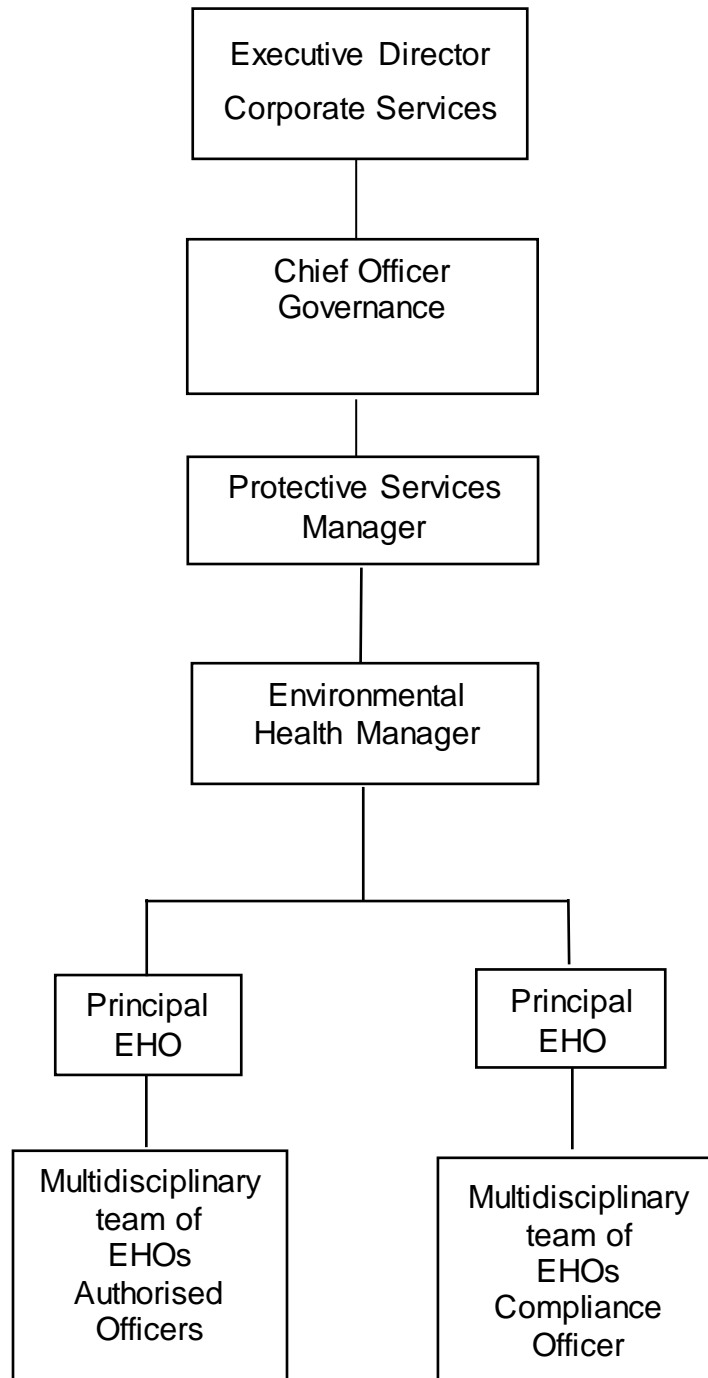 Executive Director
Corporate Services
Chief Officer
Governance
Protective Services
Manager
Environmental
Health Manager
Principal
EHO
Principal
EHO
Multidisciplinary
team of
EHOs
Authorised
Officers
Multidisciplinary
team of
EHOs
Compliance
Officer